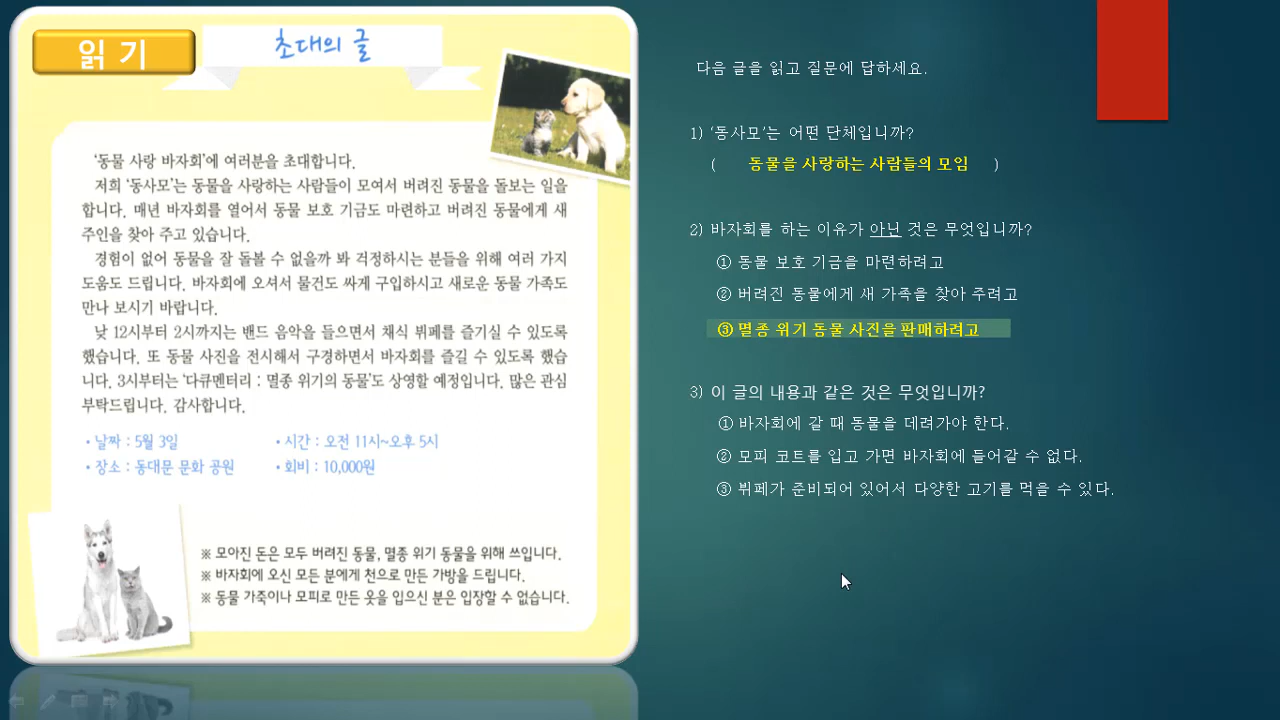 읽 기
초대의 글
‘동물 사랑 바자회’에 여러분을 초대합니다.
저희 ‘동사모’는 동물을 사랑하는 사람들이 모여서 버려진 동물을 돌보는 일을
합니다. 매년 바자회를 열어서 동물 보호 기금도 마련하고 버려진 동물에게 새
주인을 찾아 주고 있습니다.
경험이 없어 동물을 잘 돌볼 수 없을까 봐 걱정하시는 분들을 위해 여러 가지
도움도 드립니다. 바자회에 오셔서 물건도 싸게 구입하시고 새로운 동물 가족도
만나 보시기 바랍니다.
낮 12시부터 2시까지는 밴드 음악을 들으면서 채식 뷔페를 즐기실 수 있도록
했습니다. 또 동물 사진을 전시해서 구경하면서 바자회를 즐길 수 있도록 했습
니다. 3시부터는 ‘다큐멘터리 : 멸종 위기의 동물’도 상영할 예정입니다. 많은 관심
부탁드립니다. 감사합니다.
• 날짜 : 5월 3일 • 시간 : 오전 11시~오후 5시
• 장소 : 동대문 문화 공원 • 회비 : 10,000원
※ 모아진 돈은 모두 버려진 동물, 멸종 위기 동물을 위해 쓰입니다.
※ 바자회에 오신 모든 분에게 천으로 만든 가방을 드립니다.
※ 동물 가죽이나 모피로 만든 옷을 입으신 분은 입장할 수 없습니다.
다음 글을 읽고 질문에 답하세요.
1) ‘동사모’는 어떤 단체입니까?
( 동물을 사랑하는 사람들의 모임 )
2) 바자회를 하는 이유가 아닌 것은 무엇입니까?
① 동물 보호 기금을 마련하려고
② 버려진 동물에게 새 가족을 찾아 주려고
③ 멸종 위기 동물 사진을 판매하려고
3) 이 글의 내용과 같은 것은 무엇입니까?
① 바자회에 갈 때 동물을 데려가야 한다.
② 모피 코트를 입고 가면 바자회에 들어갈 수 없다.
③ 뷔페가 준비되어 있어서 다양한 고기를 먹을 수 있다.